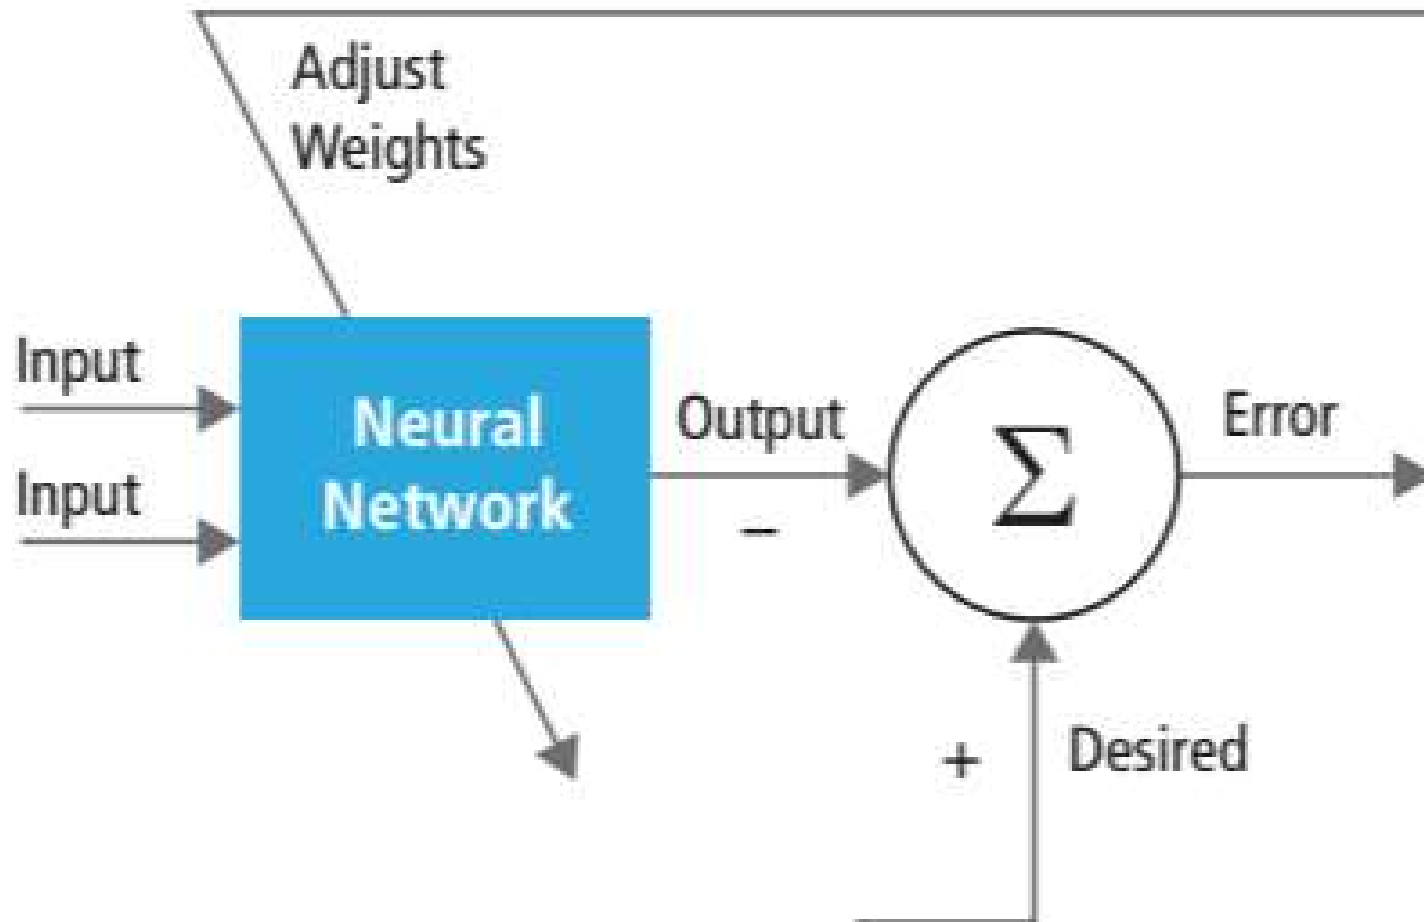 Adjust
Weights
Input
Input
Neural
Network
Output
−
Σ
Error
+
Desired